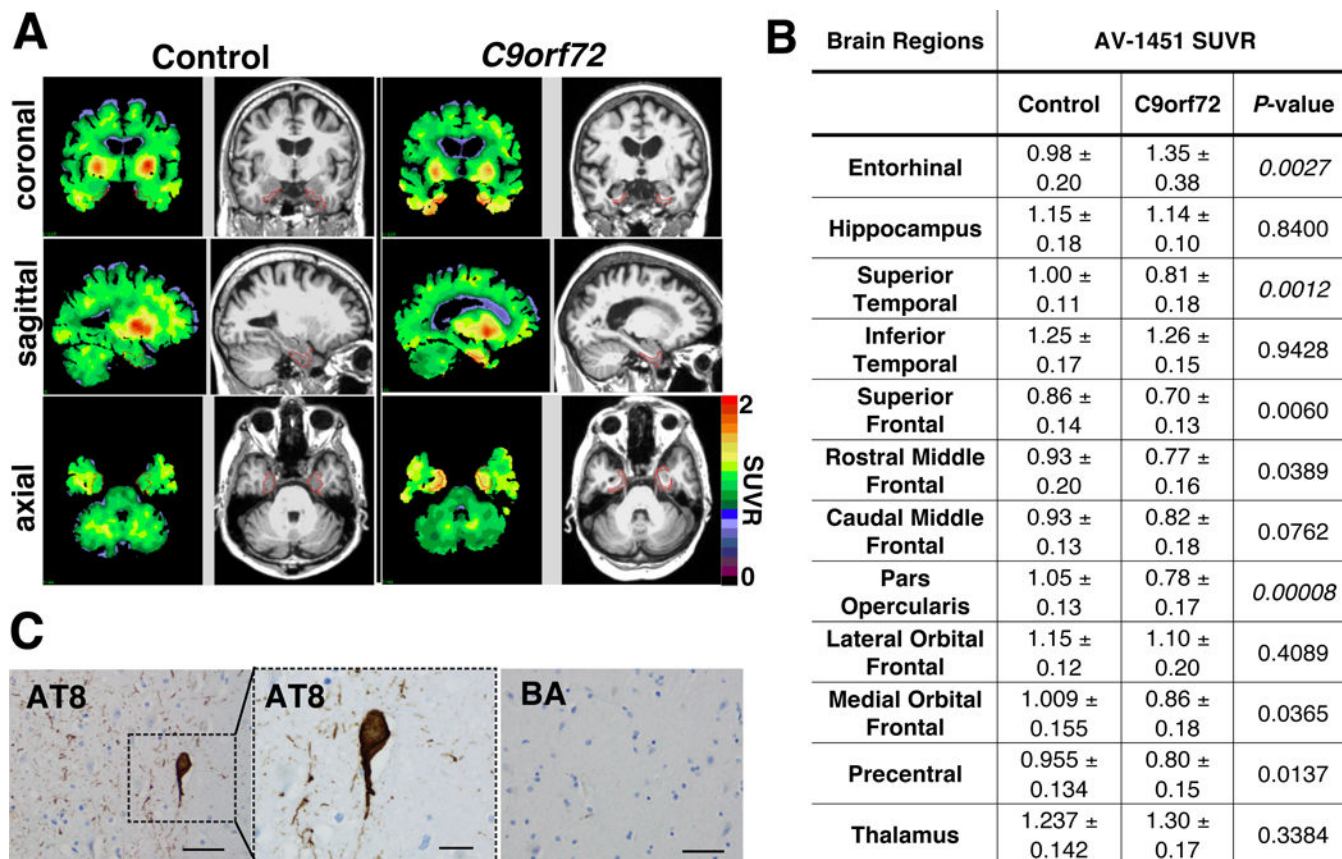 A
Control
C9orf72
coronal
sagittal
axial
2
SUVR
0
B
Brain Regions AV-1451 SUVR
Control C9orf72 P-value
Entorhinal 0.98 ± 1.35 ± 0.0027
0.20 0.38
Hippocampus 1.15 ± 1.14 ± 0.8400
0.18 0.10
Superior 1.00 ± 0.81 ± 0.0012
Temporal 0.11 0.18
Inferior 1.25 ± 1.26 ± 0.9428
Temporal 0.17 0.15
Superior 0.86 ± 0.70 ± 0.0060
Frontal 0.14 0.13
Rostral Middle 0.93 ± 0.77 ± 0.0389
Frontal 0.20 0.16
Caudal Middle 0.93 ± 0.82 ± 0.0762
Frontal 0.13 0.18
Pars 1.05 ± 0.78 ± 0.00008
Opercularis 0.13 0.17
Lateral Orbital 1.15 ± 1.10 ± 0.4089
Frontal 0.12 0.20
Medial Orbital 1.009 ± 0.86 ± 0.0365
Frontal 0.155 0.18
Precentral 0.955 ± 0.80 ± 0.0137
0.134 0.15
Thalamus 1.237 ± 1.30 ± 0.3384
0.142 0.17
C
AT8
AT8
BA